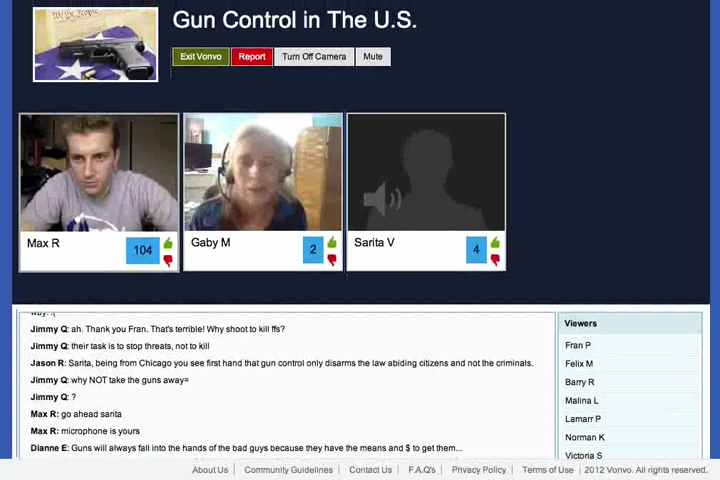 We the People
Gun Control in The U.S.
Exit Vonvo Report Turn Off Camera Mute
Max R 104
Gaby M 2
Sarita V 4
way. :(
Jimmy Q: ah. Thank you Fran. That's terrible! Why shoot to kill ffs?
Jimmy Q: their task is to stop threats, not to kill
Jason R: Sarita, being from Chicago you see first hand that gun control only disarms the law abiding citizens and not the criminals.
Jimmy Q: why NOT take the guns away=
Jimmy Q: ?
Max R: go ahead sarita
Max R: microphone is yours
Dianne E: Guns will always fall into the hands of the bad guys because they have the means and $ to get them...
Viewers
Fran P
Felix M
Barry R
Malina L
Lamarr P
Norman K
Victoria S
About Us Community Guidelines Contact Us F.A.Q's Privacy Policy Terms of Use 2012 Vonvo. All rights reserved.